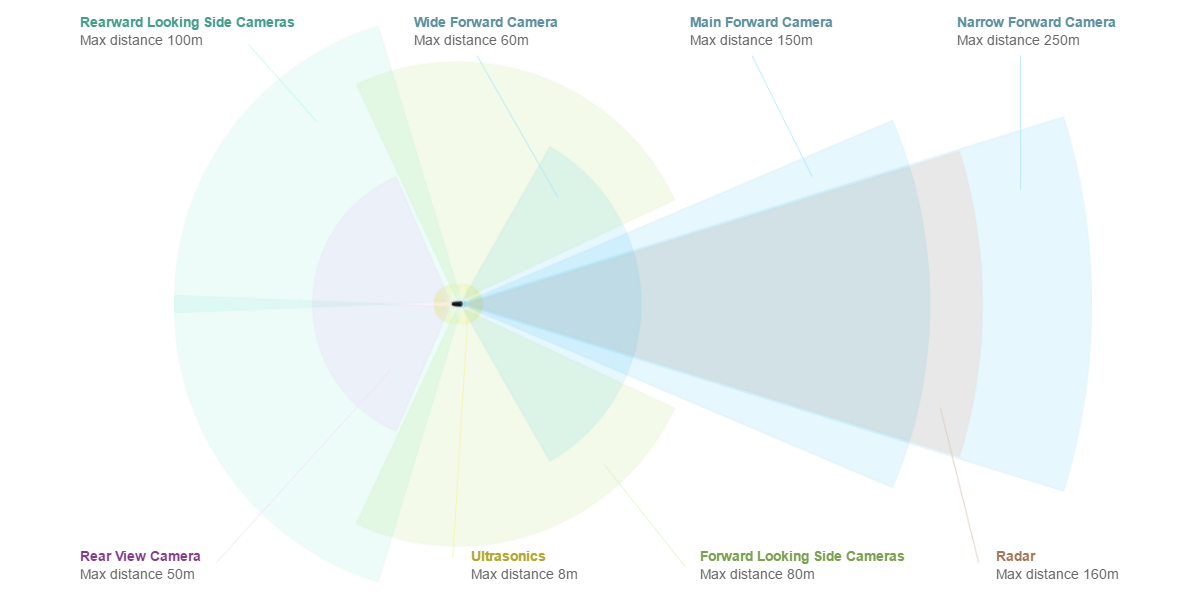 Rearward Looking Side Cameras
Max distance 100m
Wide Forward Camera
Max distance 60m
Main Forward Camera
Max distance 150m
Narrow Forward Camera
Max distance 250m
Rear View Camera
Max distance 50m
Ultrasonics
Max distance 8m
Forward Looking Side Cameras
Max distance 80m
Radar
Max distance 160m